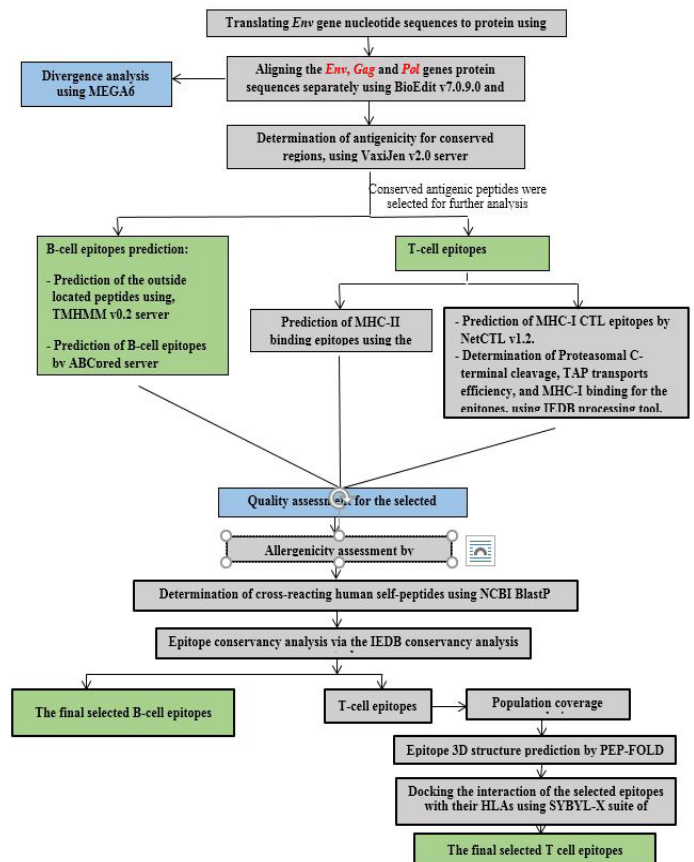 Translating Env gene nucleotide sequences to protein using
Divergence analysis
using MEGA6
Aligning the Env, Gag and Pol genes protein
sequences separately using BioEdit v7.0.9.0 and
Determination of antigenicity for conserved
regions, using VaxiJen v2.0 server
Conserved antigenic peptides were
selected for further analysis
B-cell epitopes prediction:
- Prediction of the outside
located peptides using,
TMHMM v0.2 server
- Prediction of B-cell epitopes
by ABCpred server
T-cell epitopes
Prediction of MHC-II
binding epitopes using the
- Prediction of MHC-I CTL epitopes by
NetCTL v1.2.
- Determination of Proteasomal C-
terminal cleavage, TAP transports
efficiency, and MHC-I binding for the
epitopes, using IEDB processing tool.
Quality assessment for the selected
Allergenicity assessment by
Determination of cross-reacting human self-peptides using NCBI BlastP
Epitope conservancy analysis via the IEDB conservancy analysis
The final selected B-cell epitopes
T-cell epitopes
Population coverage
Epitope 3D structure prediction by PEP-FOLD
Docking the interaction of the selected epitopes
with their HLAs using SYBYL-X suite of
The final selected T cell epitopes